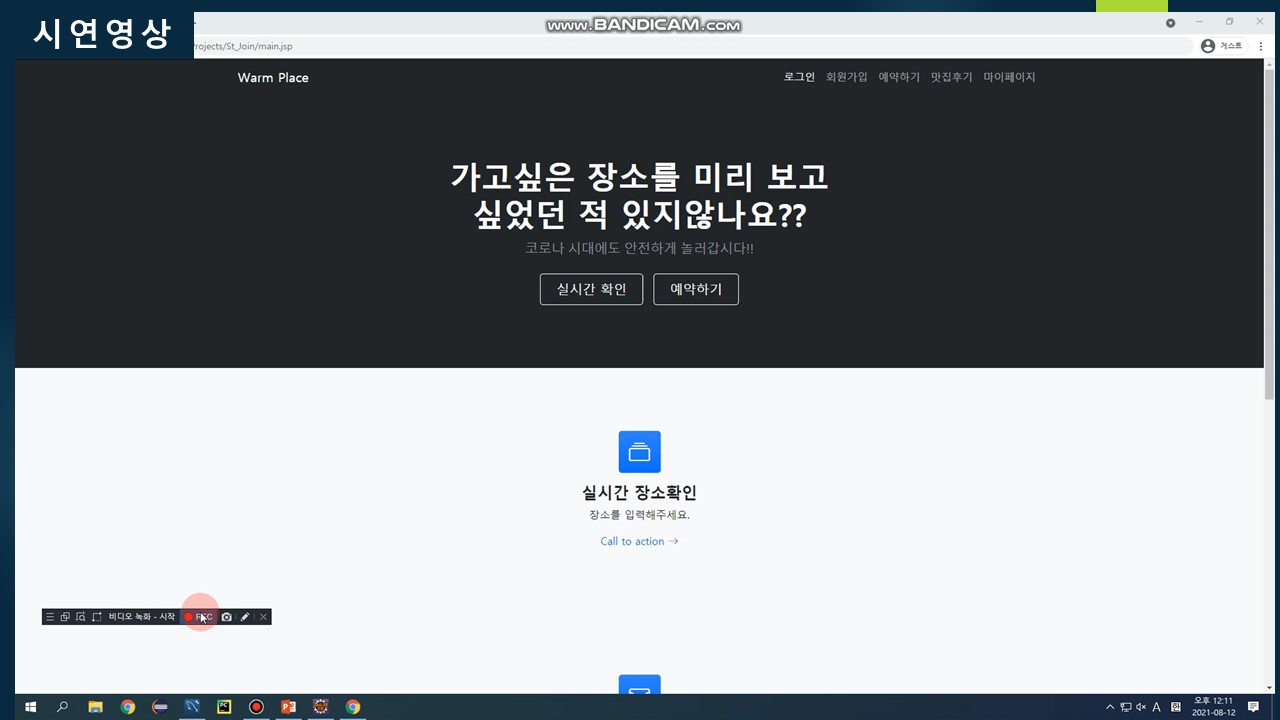 시연영상
www.BANDICAM.com
rojects/St_Join/main.jsp
게스트
Warm Place
로그인 회원가입 예약하기 맛집후기 마이페이지
가고싶은 장소를 미리 보고
싶었던 적 있지않나요??
코로나 시대에도 안전하게 놀러갑시다!!
실시간 확인 예약하기
실시간 장소확인
장소를 입력해주세요.
Call to action →
비디오 녹화 - 시작 REC
오후 12:11
A
2021-08-12